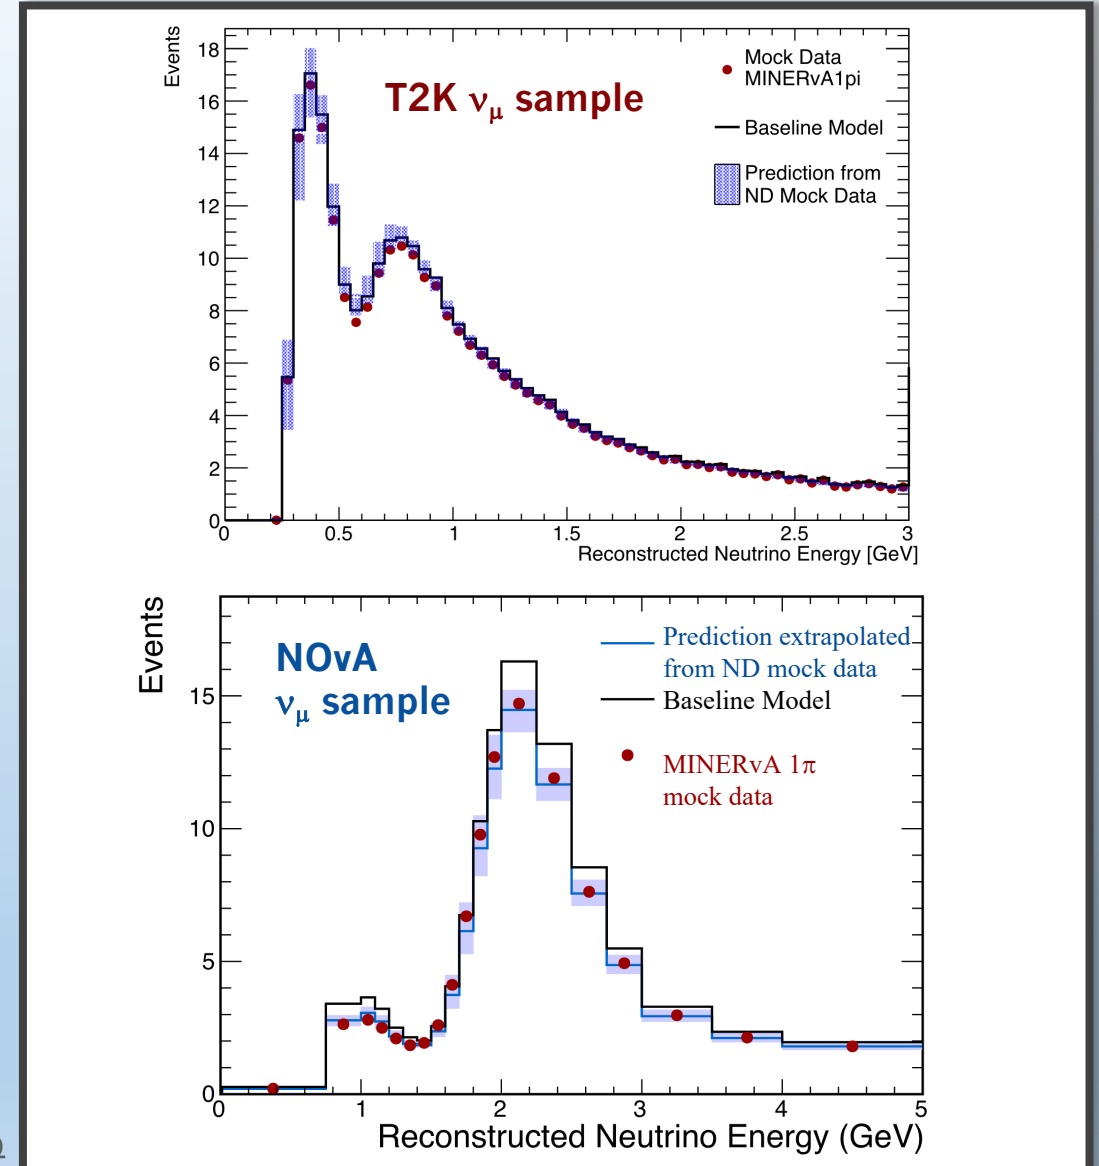 Events
18
16
14
12
10
8
6
4
2
0
T2K νμ sample
Mock Data
MINERvA1pi
Baseline Model
Prediction from
ND Mock Data
0 0.5 1 1.5 2 2.5 3
Reconstructed Neutrino Energy [GeV]
Events
15
10
5
0
NOvA
νμ sample
Prediction extrapolated
from ND mock data
Baseline Model
MINERvA 1π
mock data
0 1 2 3 4 5
Reconstructed Neutrino Energy (GeV)